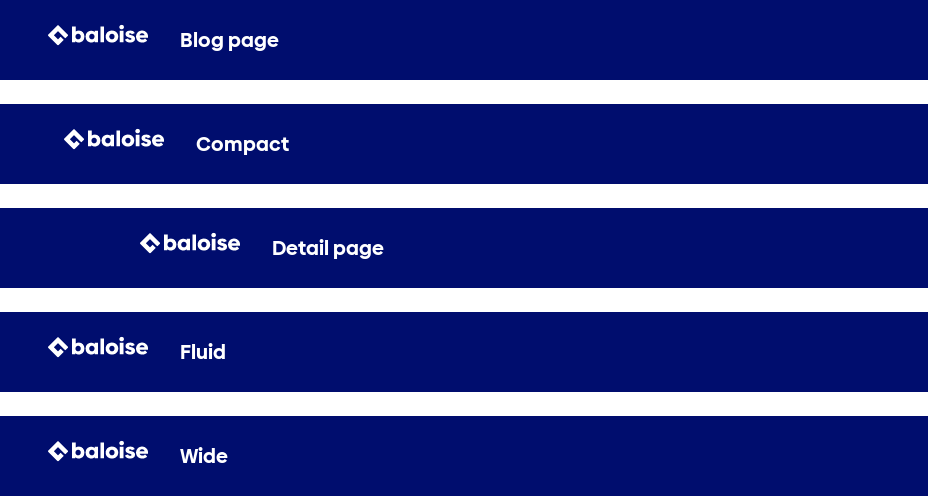 baloise Blog page
baloise Compact
baloise Detail page
baloise Fluid
baloise Wide